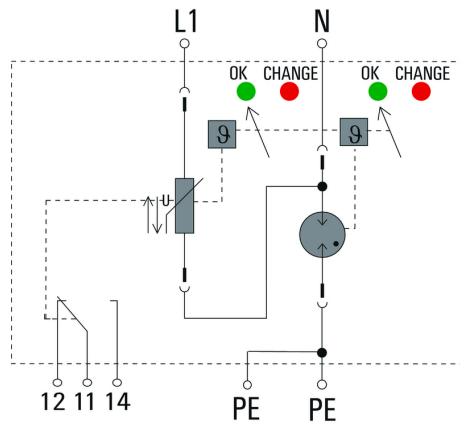 L1 N
OK CHANGE OK CHANGE
ϑ ϑ
U
12 11 14 PE PE